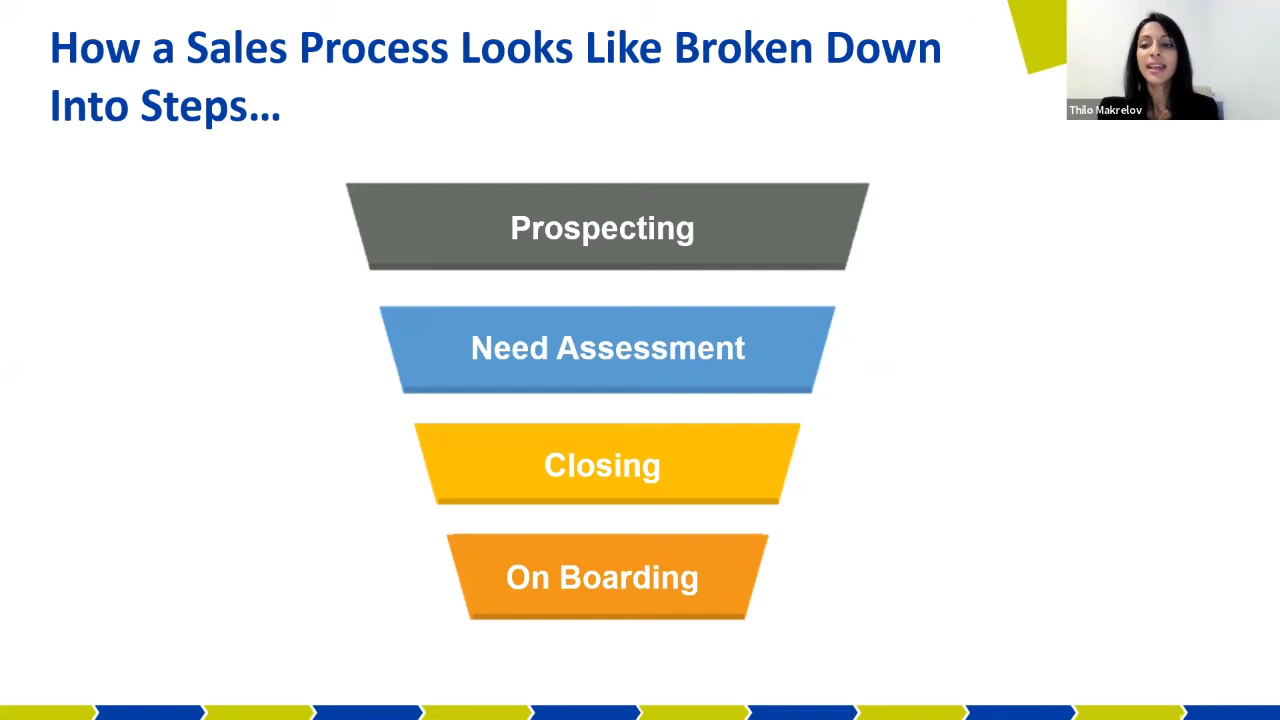 How a Sales Process Looks Like Broken Down
Into Steps...
Thilo Makrelov
Prospecting
Need Assessment
Closing
On Boarding